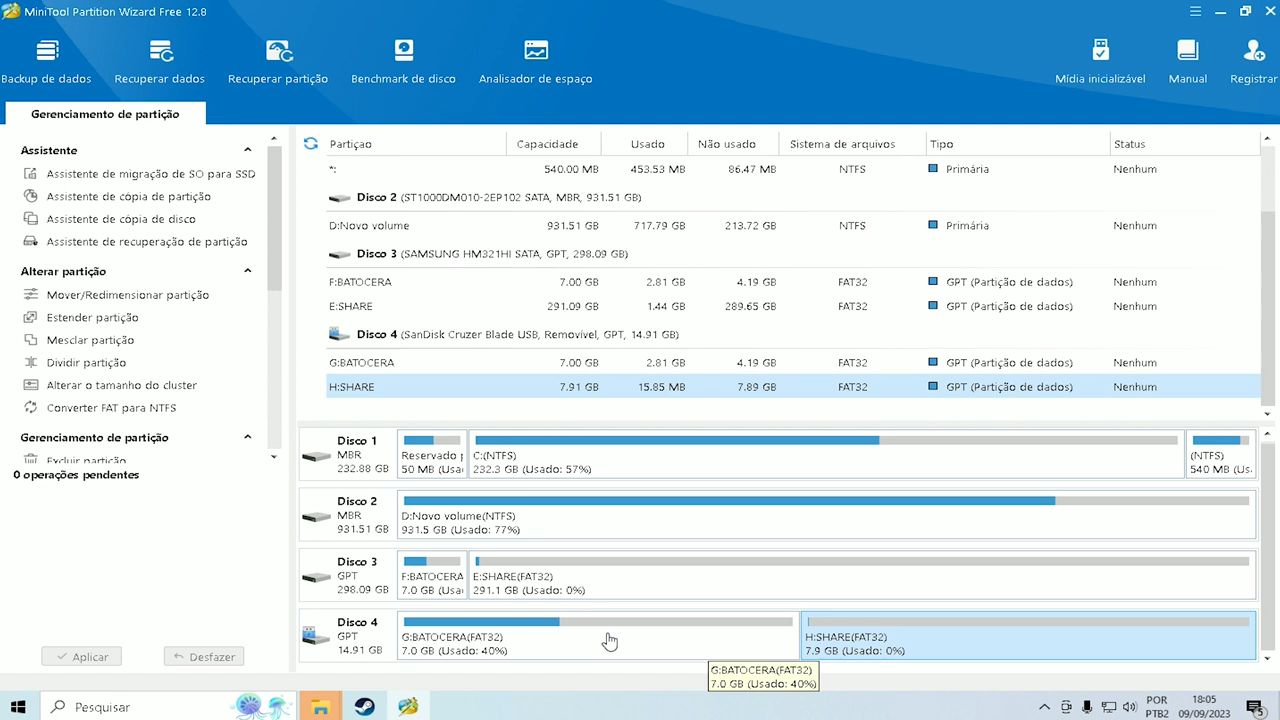 MiniTool Partition Wizard Free 12.8
Backup de dados
Recuperar dados
Recuperar partição
Benchmark de disco
Analisador de espaço
Mídia inicializável
Manual
Registrar
Gerenciamento de partição
Assistente
Assistente de migração de SO para SSD
Assistente de cópia de partição
Assistente de cópia de disco
Assistente de recuperação de partição
Alterar partição
Mover/Redimensionar partição
Estender partição
Mesclar partição
Dividir partição
Alterar o tamanho do cluster
Converter FAT para NTFS
Gerenciamento de partição
Excluir partição
0 operações pendentes
Aplicar
Desfazer
Partiçao Capacidade Usado Não usado Sistema de arquivos Tipo Status
*: 540.00 MB 453.53 MB 86.47 MB NTFS Primária Nenhum
Disco 2 (ST1000DM010-2EP102 SATA, MBR, 931.51 GB)
D:Novo volume 931.51 GB 717.79 GB 213.72 GB NTFS Primária Nenhum
Disco 3 (SAMSUNG HM321HI SATA, GPT, 298.09 GB)
F:BATOCERA 7.00 GB 2.81 GB 4.19 GB FAT32 GPT (Partição de dados) Nenhum
E:SHARE 291.09 GB 1.44 GB 289.65 GB FAT32 GPT (Partição de dados) Nenhum
Disco 4 (SanDisk Cruzer Blade USB, Removível, GPT, 14.91 GB)
G:BATOCERA 7.00 GB 2.81 GB 4.19 GB FAT32 GPT (Partição de dados) Nenhum
H:SHARE 7.91 GB 15.85 MB 7.89 GB FAT32 GPT (Partição de dados) Nenhum
Disco 1
MBR
232.88 GB
Reservado p
50 MB (Usa
C:(NTFS)
232.3 GB (Usado: 57%)
(NTFS)
540 MB (Us.
Disco 2
MBR
931.51 GB
D:Novo volume(NTFS)
931.5 GB (Usado: 77%)
Disco 3
GPT
298.09 GB
F:BATOCERA
7.0 GB (Usa
E:SHARE(FAT32)
291.1 GB (Usado: 0%)
Disco 4
GPT
14.91 GB
G:BATOCERA(FAT32)
7.0 GB (Usado: 40%)
H:SHARE(FAT32)
7.9 GB (Usado: 0%)
G:BATOCERA(FAT32)
7.0 GB (Usado: 40%)
Pesquisar
POR
PTB2
18:05
09/09/2023
5